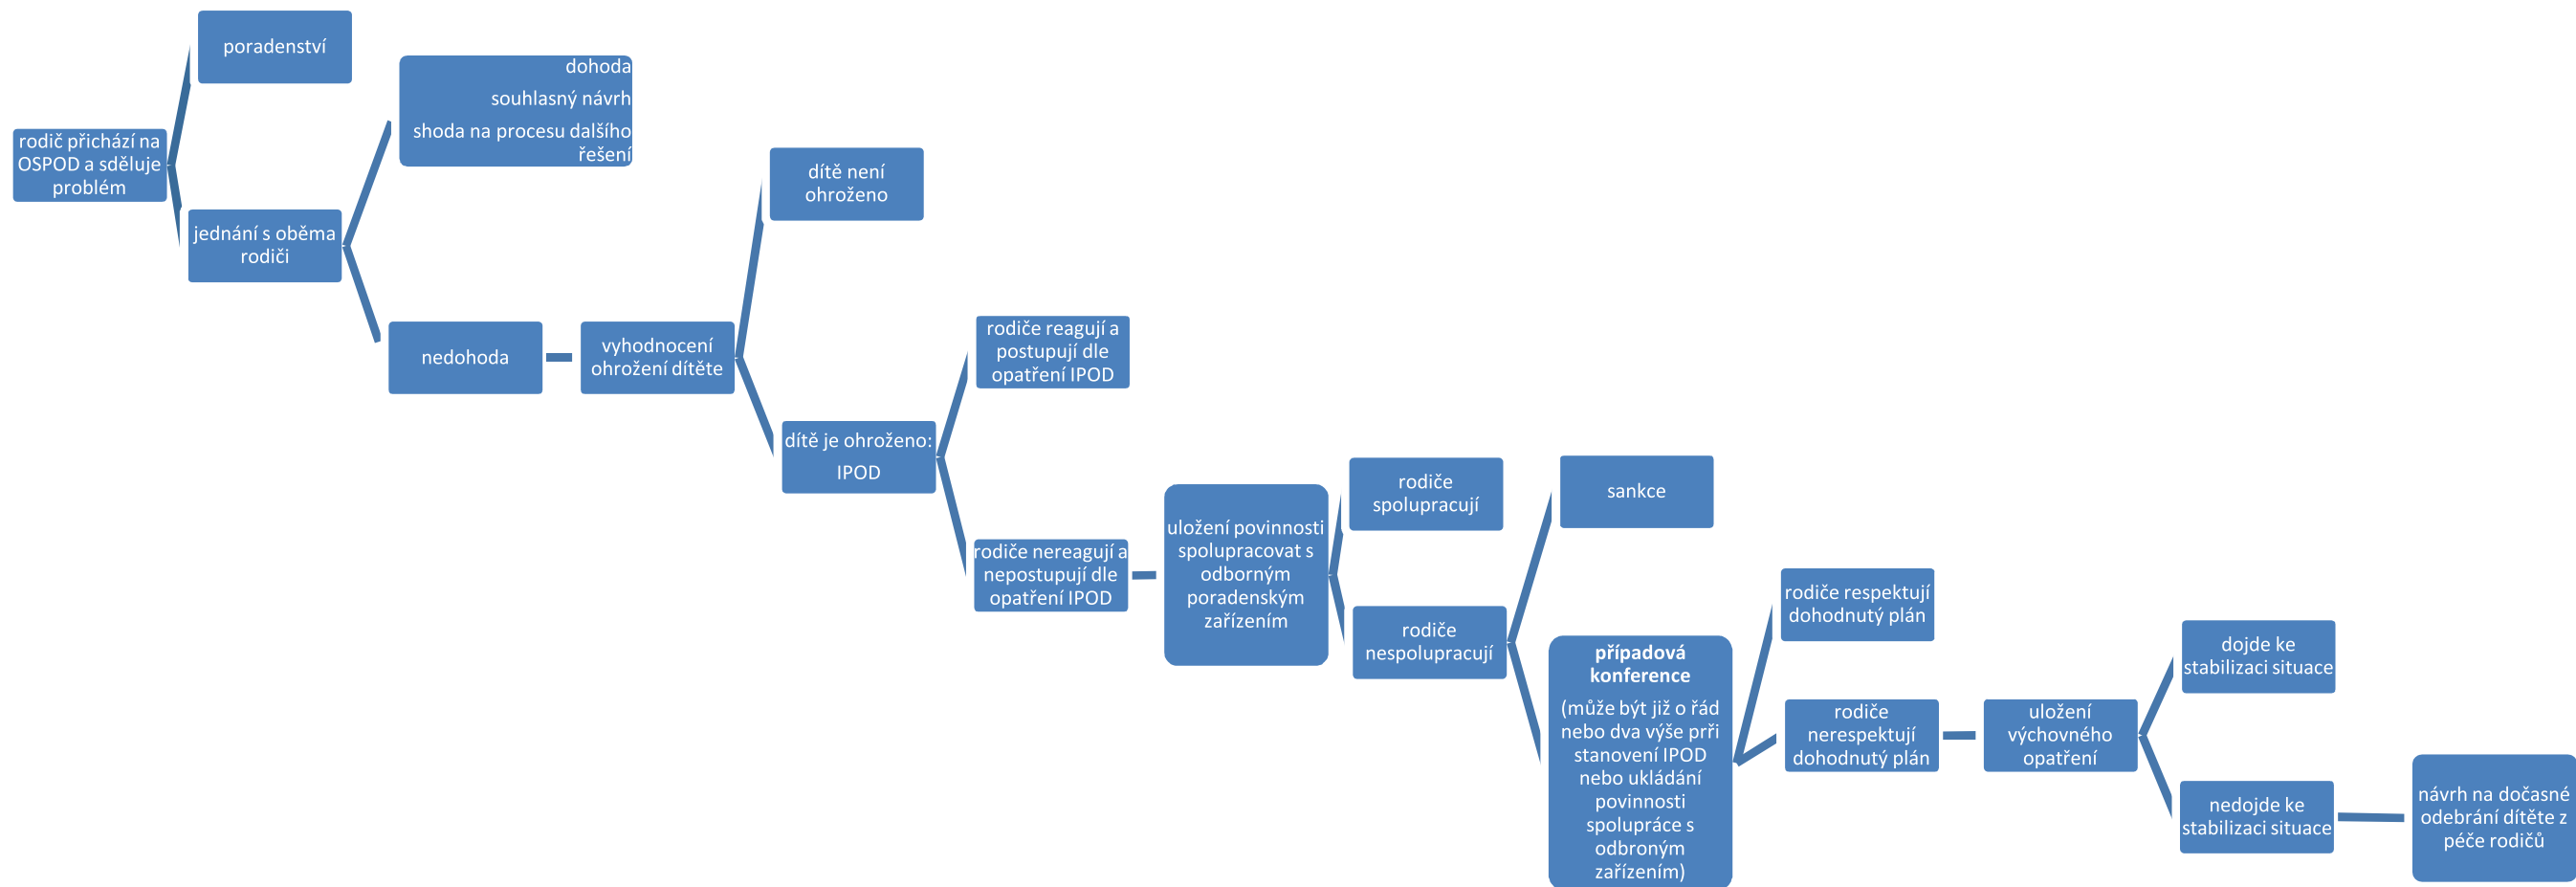 poradenství
rodič přichází na
OSPOD a sděluje
problém
jednání s oběma
rodiči
dohoda
souhlasný návrh
shoda na procesu dalšího
řešení
nedohoda
vyhodnocení
ohrožení dítěte
dítě není
ohroženo
dítě je ohroženo:
IPOD
rodiče reagují a
postupují dle
opatření IPOD
rodiče nereagují a
nepostupují dle
opatření IPOD
uložení povinnosti
spolupracovat s
odborným
poradenským
zařízením
rodiče
spolupracují
rodiče
nespolupracují
sankce
případová
konference
(může být již o řád
nebo dva výše prři
stanovení IPOD
nebo ukládání
povinnosti
spolupráce s
odbroným
zařízením)
rodiče respektují
dohodnutý plán
rodiče
nerespektují
dohodnutý plán
uložení
výchovného
opatření
dojde ke
stabilizaci situace
nedojde ke
stabilizaci situace
návrh na dočasné
odebrání dítěte z
péče rodičů